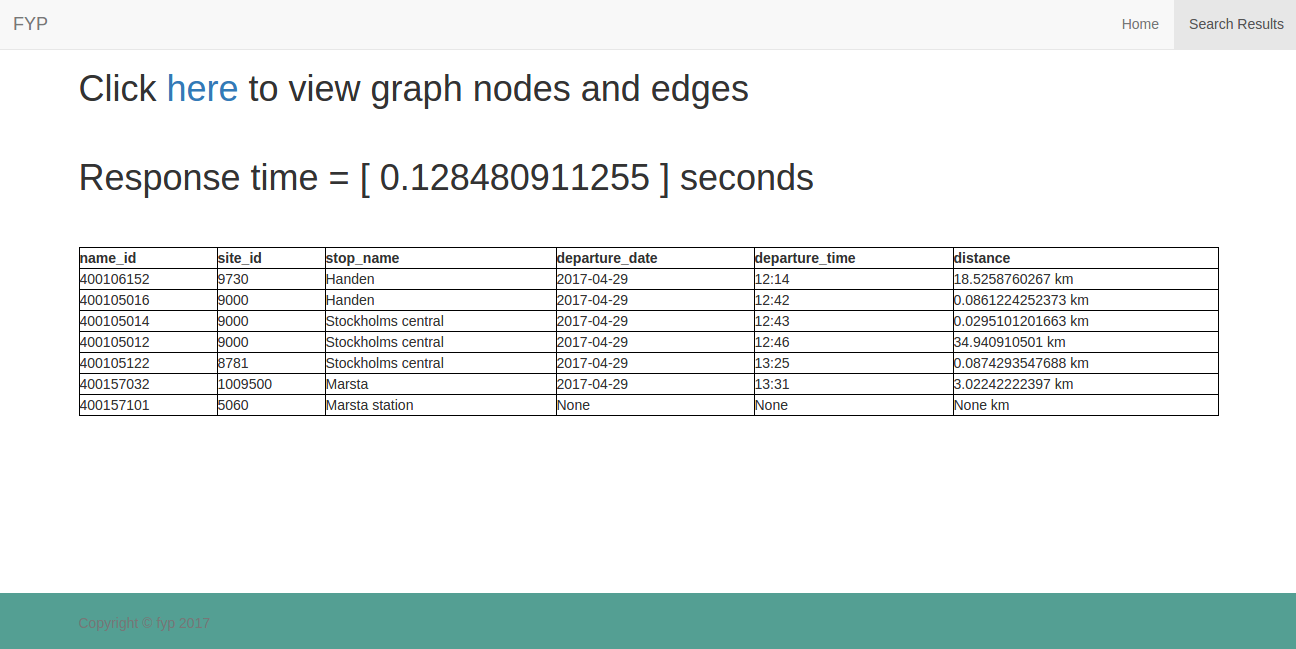 FYP Home Search Results
Click here to view graph nodes and edges
Response time = [ 0.128480911255 ] seconds
name_id site_id stop_name departure_date departure_time distance
400106152 9730 Handen 2017-04-29 12:14 18.5258760267 km
400105016 9000 Handen 2017-04-29 12:42 0.0861224252373 km
400105014 9000 Stockholms central 2017-04-29 12:43 0.0295101201663 km
400105012 9000 Stockholms central 2017-04-29 12:46 34.940910501 km
400105122 8781 Stockholms central 2017-04-29 13:25 0.0874293547688 km
400157032 1009500 Marsta 2017-04-29 13:31 3.02242222397 km
400157101 5060 Marsta station None None None km
Copyright © fyp 2017